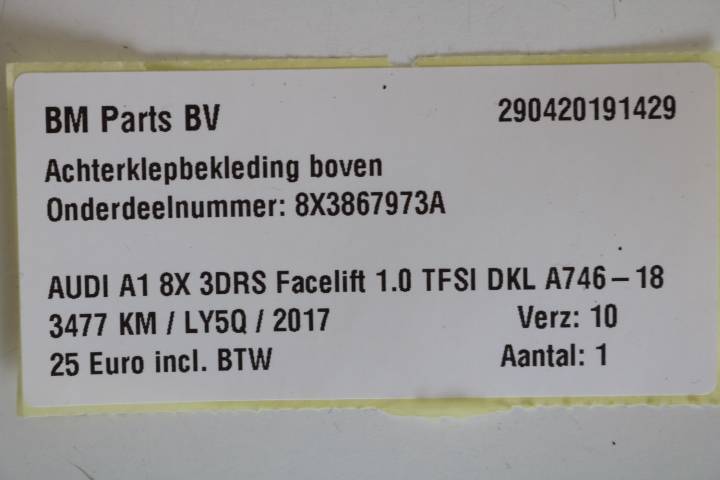 BM Parts BV 290420191429
Achterklepbekleding boven
Onderdeelnummer: 8X3867973A
AUDI A1 8X 3DRS Facelift 1.0 TFSI DKL A746-18
3477 KM / LY5Q / 2017 Verz: 10
25 Euro incl. BTW Aantal: 1